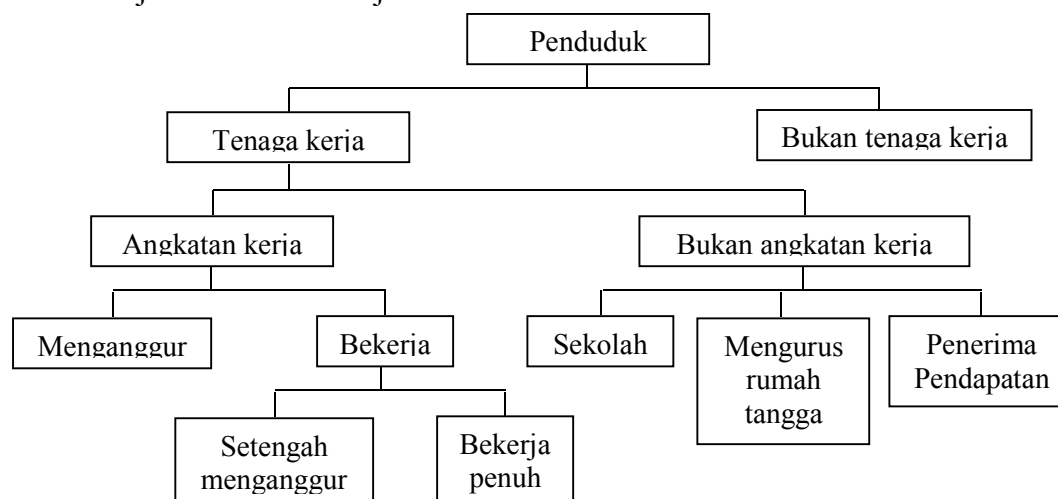 Penduduk
Tenaga kerja
Bukan tenaga kerja
Angkatan kerja
Bukan angkatan kerja
Menganggur
Bekerja
Sekolah
Mengurus
rumah
tangga
Penerima
Pendapatan
Setengah
menganggur
Bekerja
penuh